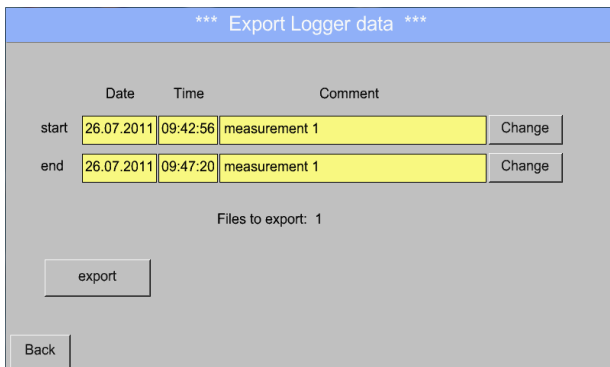 *** Export Logger data ***
Date Time Comment
start 26.07.2011 09:42:56 measurement 1 Change
end 26.07.2011 09:47:20 measurement 1 Change
Files to export: 1
export
Back